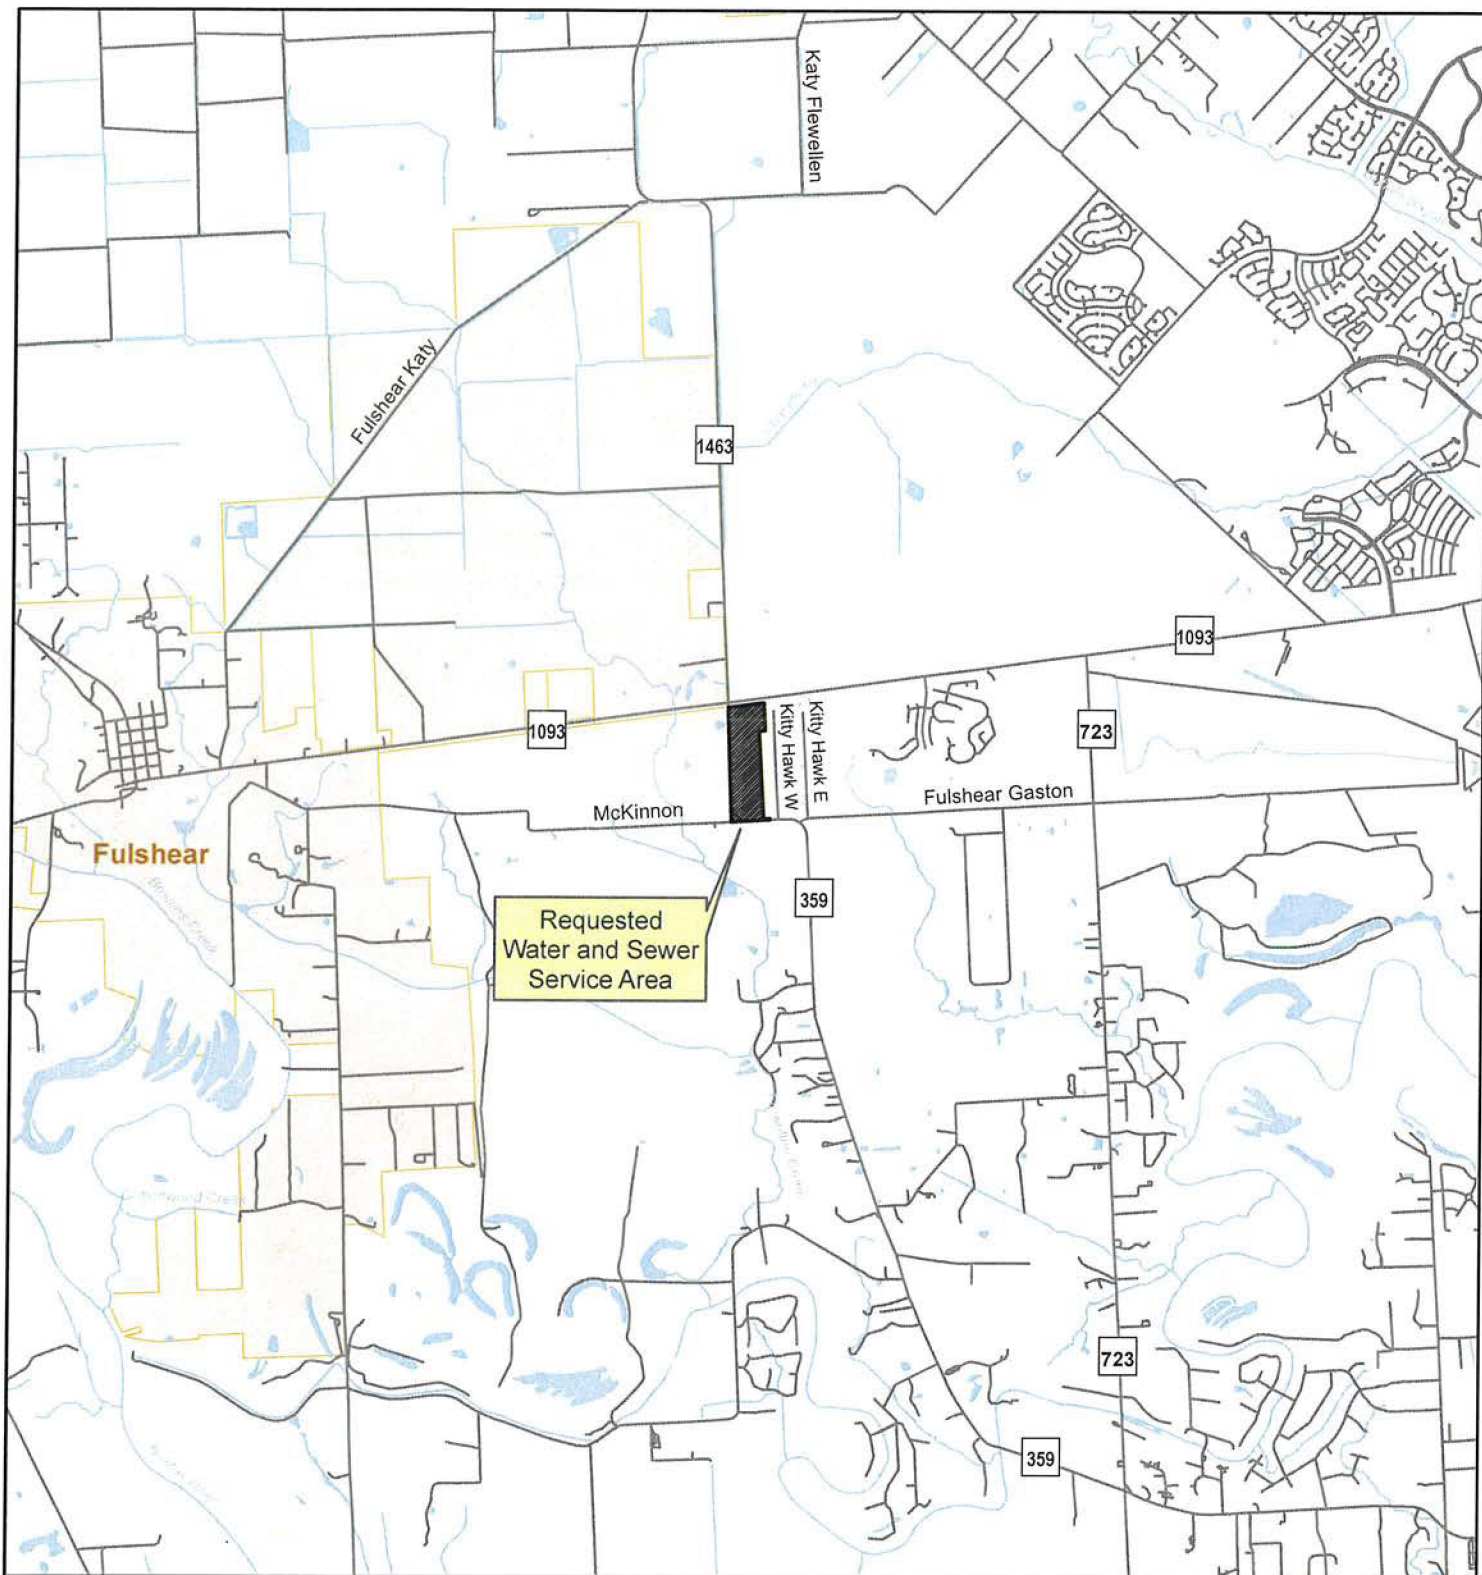 Katy Flewellen
Fulshear Katy
1463
1093
1093
Kitty Hawk W
Kitty Hawk E
723
McKinnon
Fulshear Gaston
Fulshear
359
Requested
Water and Sewer
Service Area
723
359